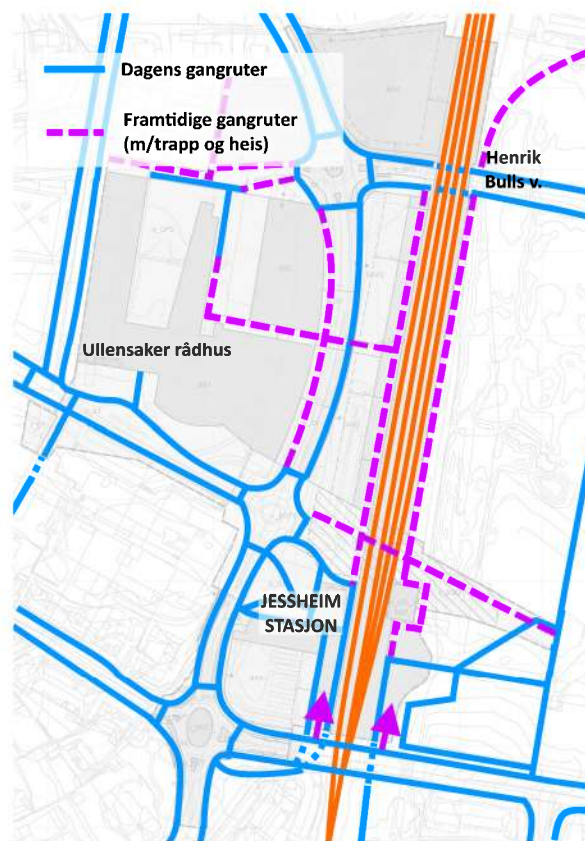 Dagens gangruter
Framtidige gangruter
(m/trapp og heis)
Henrik
Bulls v.
Ullensaker rådhus
JESSHEIM
STASJON